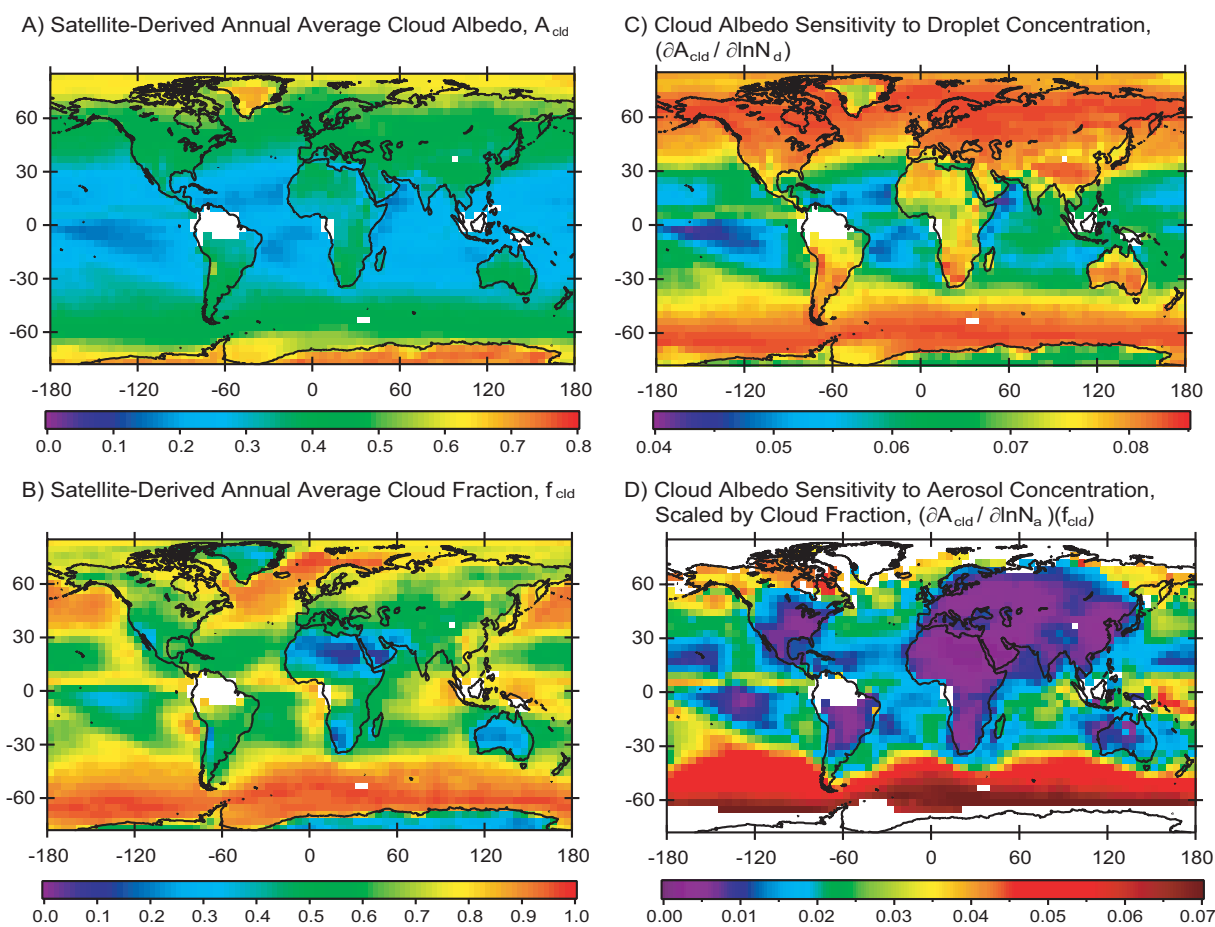 A) Satellite-Derived Annual Average Cloud Albedo, A cld
60
30
0
-30
-60
-180 -120 -60 0 60 120 180
0.0 0.1 0.2 0.3 0.4 0.5 0.6 0.7 0.8
C) Cloud Albedo Sensitivity to Droplet Concentration,
(∂A cld / ∂lnN d)
60
30
0
-30
-60
-180 -120 -60 0 60 120 180
0.04 0.05 0.06 0.07 0.08
B) Satellite-Derived Annual Average Cloud Fraction, f cld
60
30
0
-30
-60
-180 -120 -60 0 60 120 180
0.0 0.1 0.2 0.3 0.4 0.5 0.6 0.7 0.8 0.9 1.0
D) Cloud Albedo Sensitivity to Aerosol Concentration,
Scaled by Cloud Fraction, (∂A cld / ∂lnN a )(f cld)
60
30
0
-30
-60
-180 -120 -60 0 60 120 180
0.00 0.01 0.02 0.03 0.04 0.05 0.06 0.07